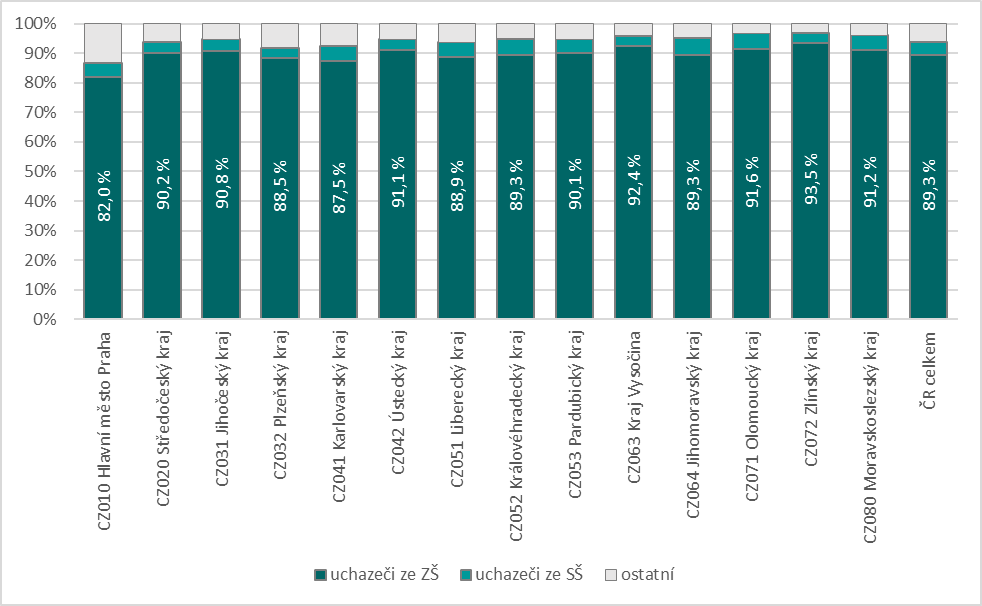 100%
90%
80%
70%
60%
50%
40%
30%
20%
10%
0%
82,0 %
90,2 %
90,8 %
88,5 %
87,5 %
91,1 %
88,9 %
89,3 %
90,1 %
92,4 %
89,3 %
91,6 %
93,5 %
91,2 %
89,3 %
CZ010 Hlavní město Praha
CZ020 Středočeský kraj
CZ031 Jihočeský kraj
CZ032 Plzeňský kraj
CZ041 Karlovarský kraj
CZ042 Ústecký kraj
CZ051 Liberecký kraj
CZ052 Královéhradecký kraj
CZ053 Pardubický kraj
CZ063 Kraj Vysočina
CZ064 Jihomoravský kraj
CZ071 Olomoucký kraj
CZ072 Zlínský kraj
CZ080 Moravskoslezský kraj
ČR celkem
uchazeči ze ZŠ
uchazeči ze SŠ
ostatní